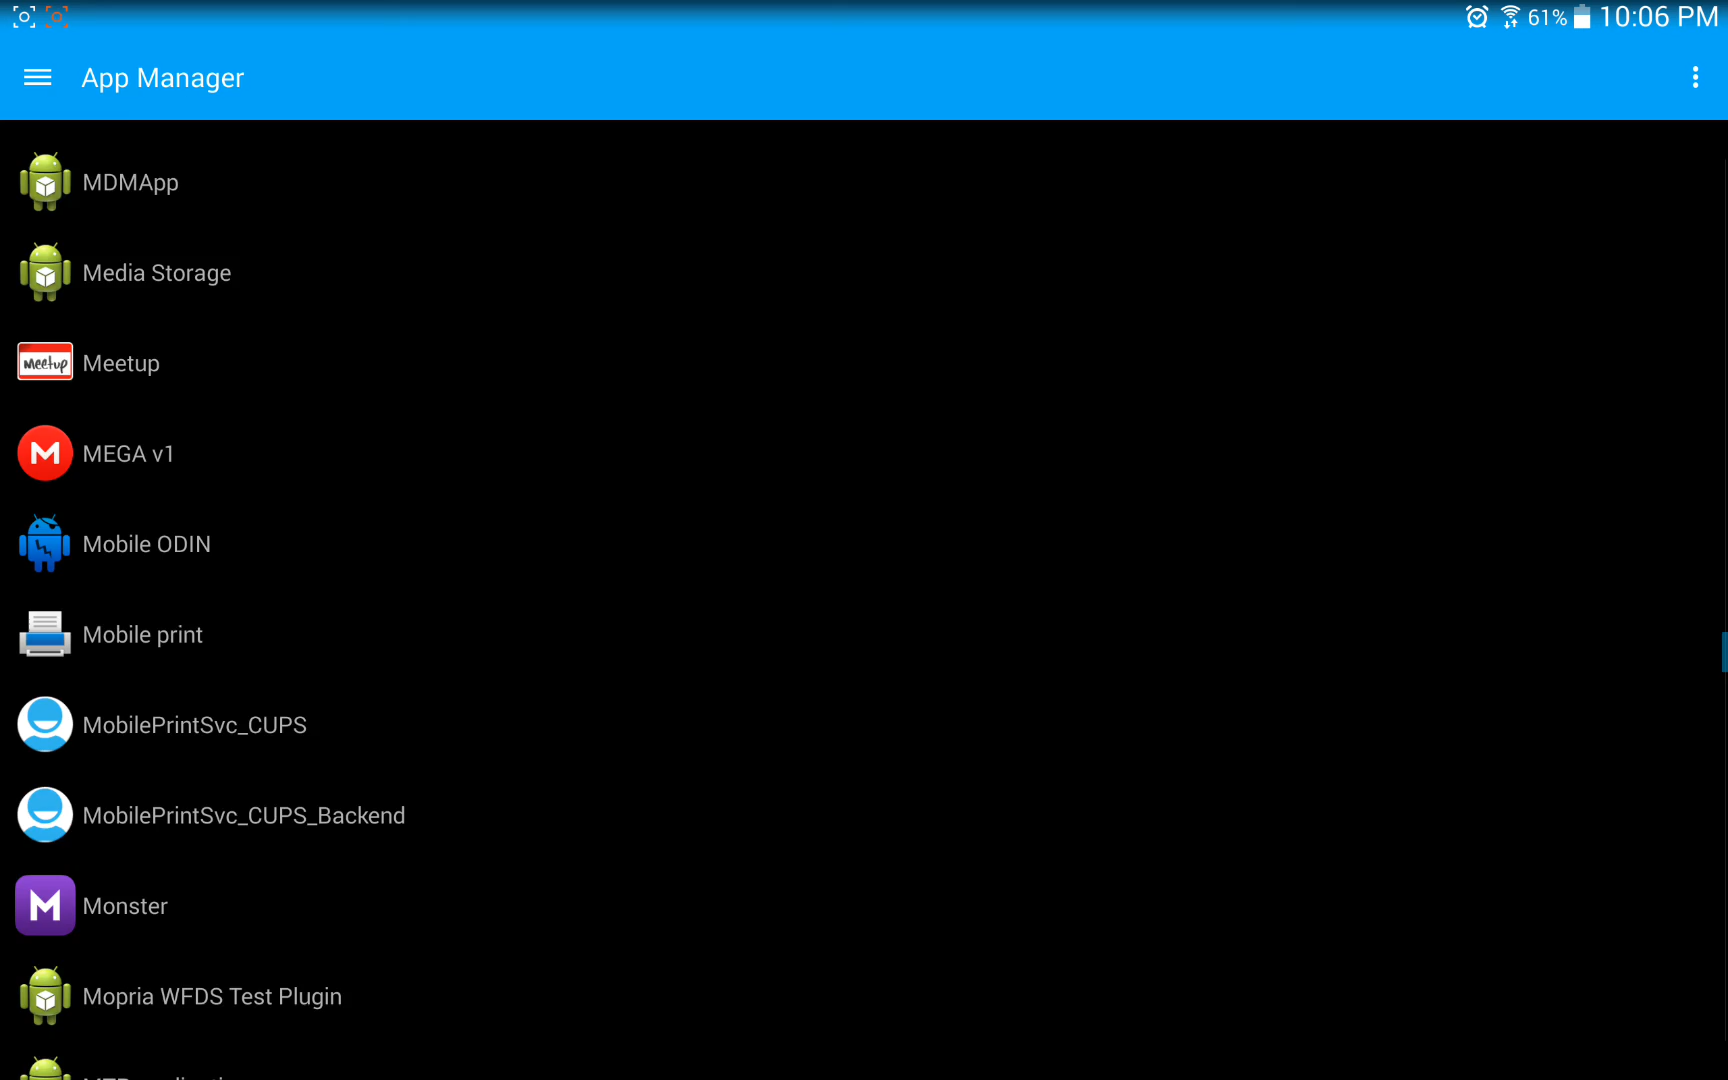 61% 10:06 PM
App Manager
MDMApp
Media Storage
meetup Meetup
M MEGA v1
Mobile ODIN
Mobile print
MobilePrintSvc_CUPS
MobilePrintSvc_CUPS_Backend
M Monster
Mopria WFDS Test Plugin